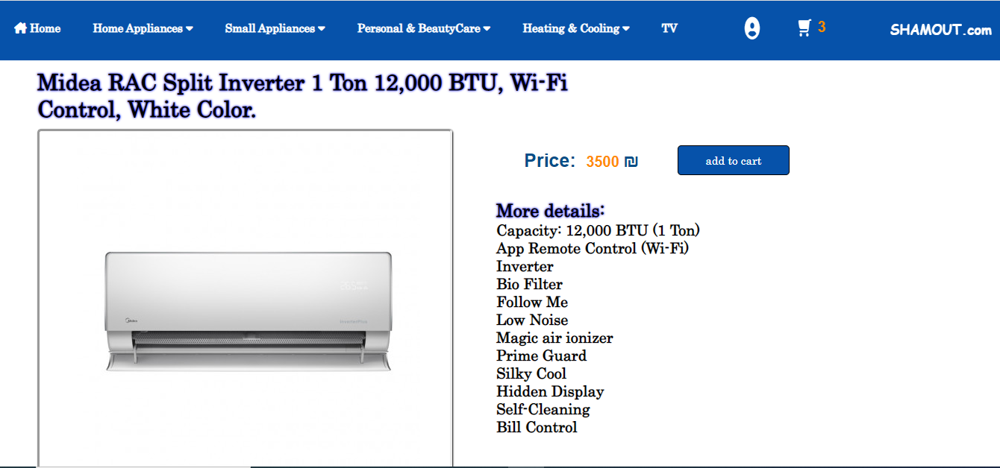 Home
Home Appliances
Small Appliances
Personal & BeautyCare
Heating & Cooling
TV
3
SHAMOUT.com
Midea RAC Split Inverter 1 Ton 12,000 BTU, Wi-Fi
Control, White Color.
Price: 3500 ₪
add to cart
More details:
Capacity: 12,000 BTU (1 Ton)
App Remote Control (Wi-Fi)
Inverter
Bio Filter
Follow Me
Low Noise
Magic air ionizer
Prime Guard
Silky Cool
Hidden Display
Self-Cleaning
Bill Control
Midea